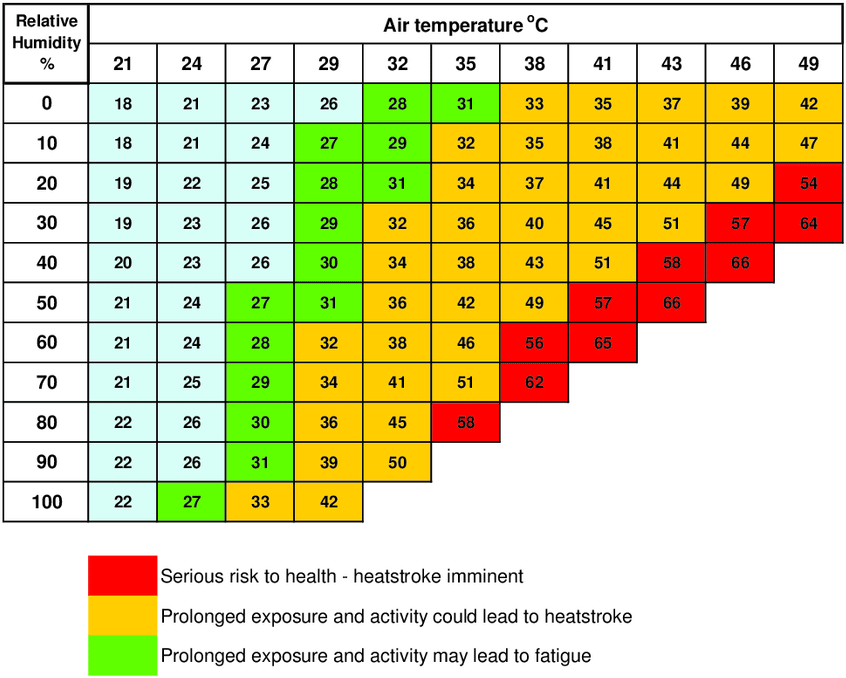 Relative Humidity % Air temperature °C
21 24 27 29 32 35 38 41 43 46 49
0 18 21 23 26 28 31 33 35 37 39 42
10 18 21 24 27 29 32 35 38 41 44 47
20 19 22 25 28 31 34 37 41 44 49 54
30 19 23 26 29 32 36 40 45 51 57 64
40 20 23 26 30 34 38 43 51 58 66
50 21 24 27 31 36 42 49 57 66
60 21 24 28 32 38 46 56 65
70 21 25 29 34 41 51 62
80 22 26 30 36 45 58
90 22 26 31 39 50
100 22 27 33 42
Serious risk to health - heatstroke imminent
Prolonged exposure and activity could lead to heatstroke
Prolonged exposure and activity may lead to fatigue